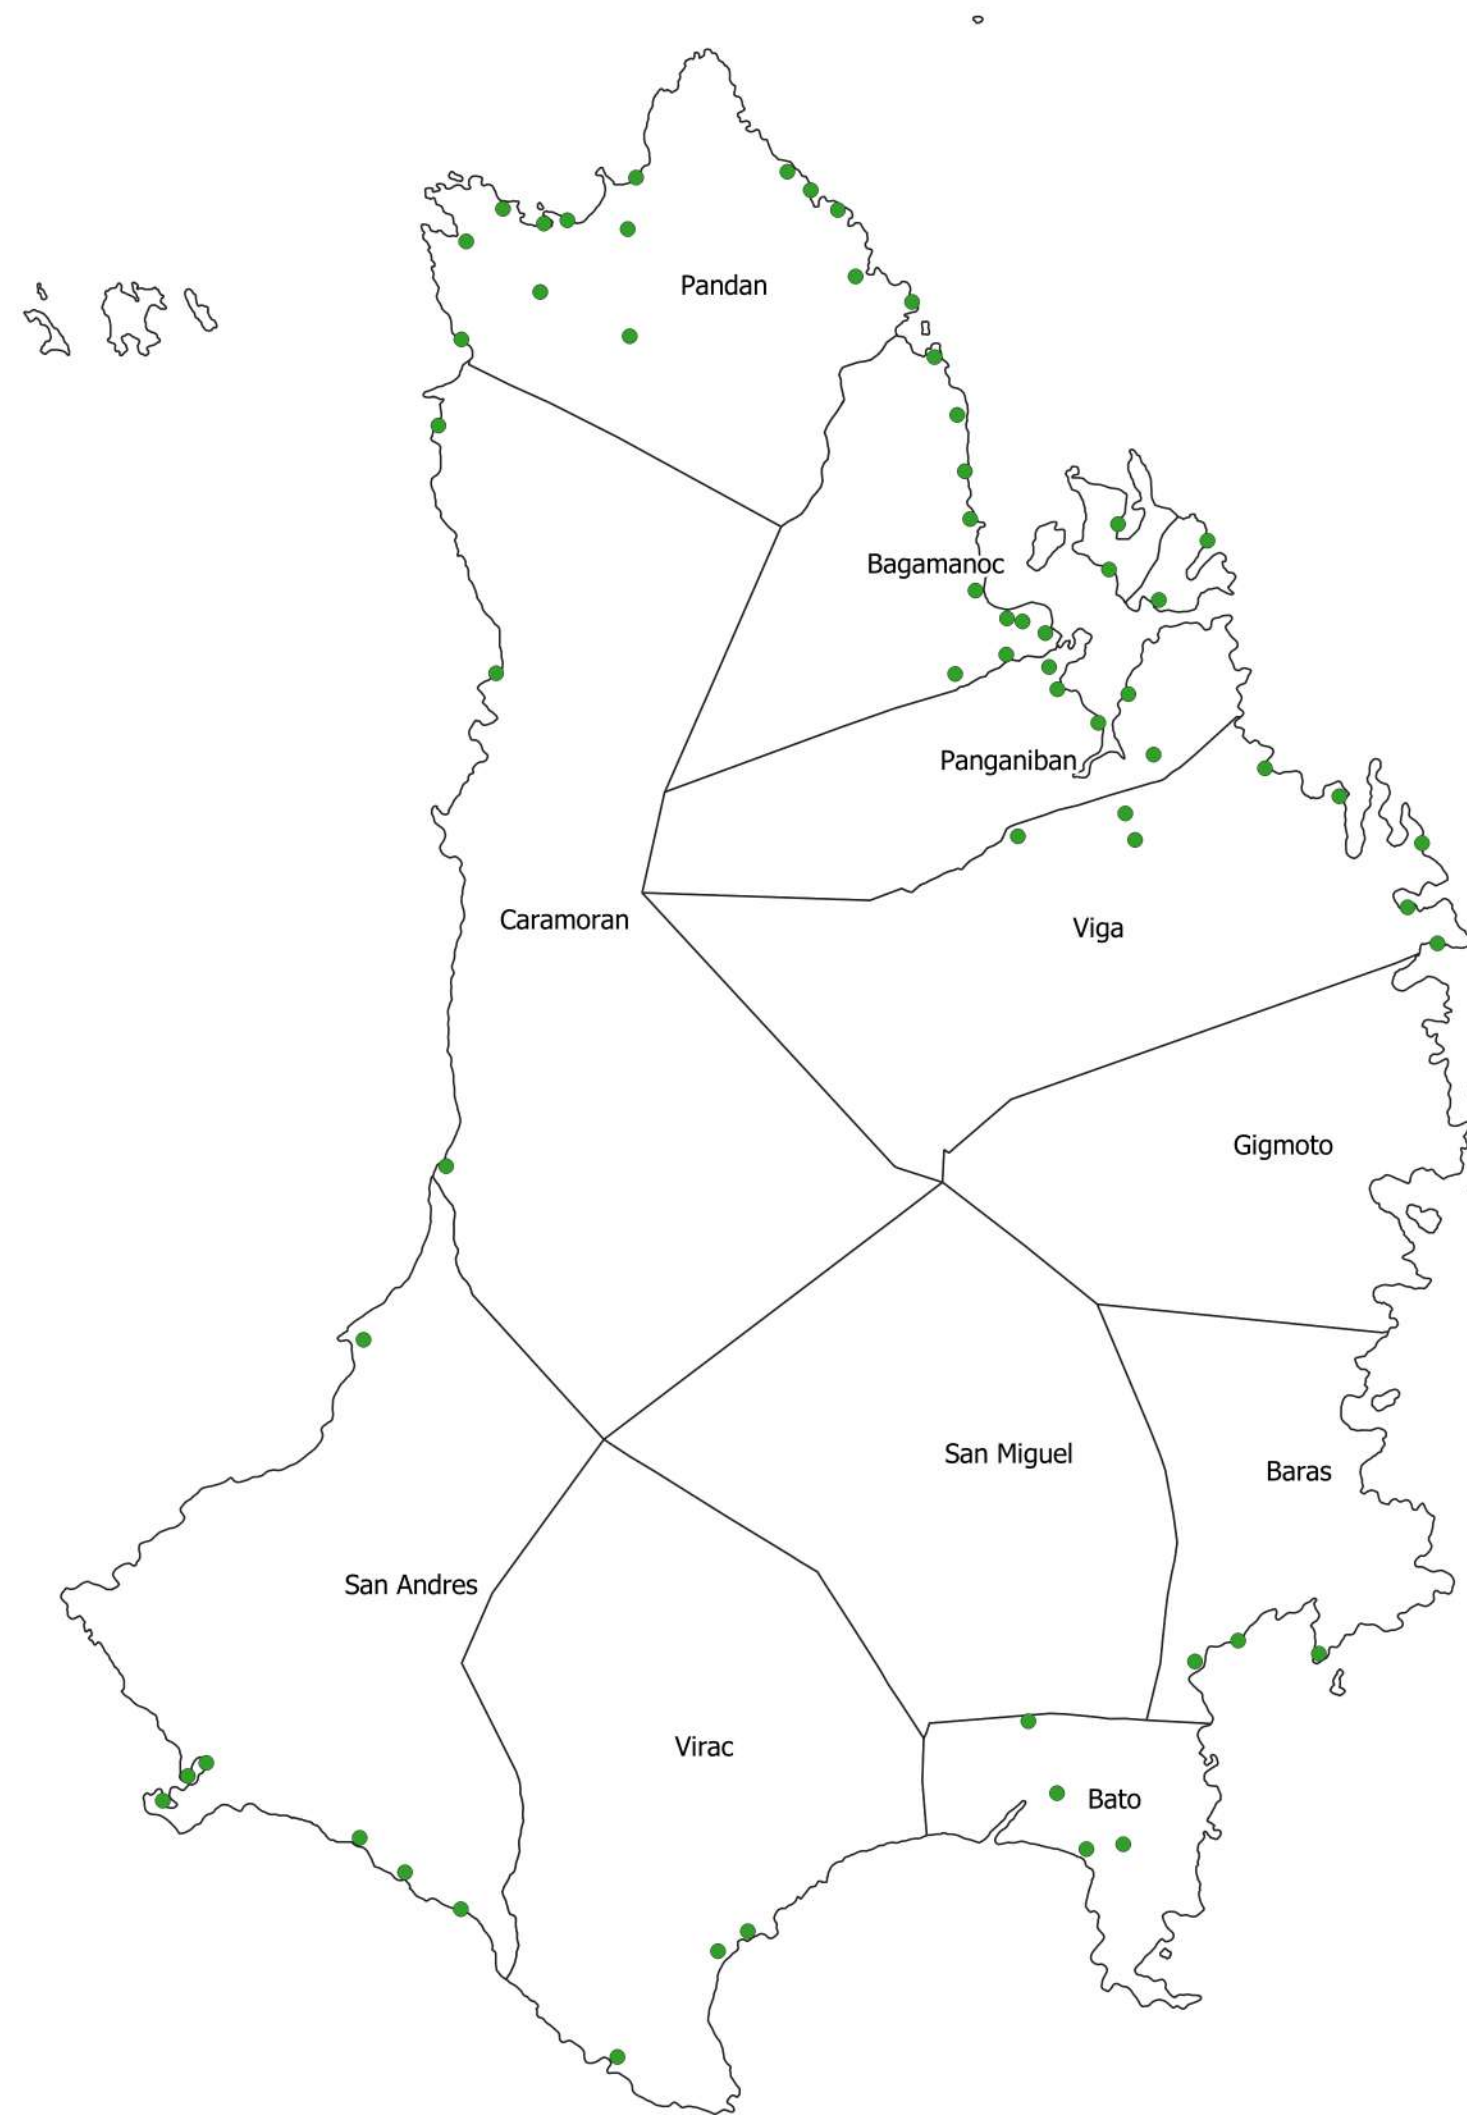 Pandan
Bagamanoc
Panganiban
Caramoran
Viga
Gigmoto
San Miguel
Baras
San Andres
Virac
Bato